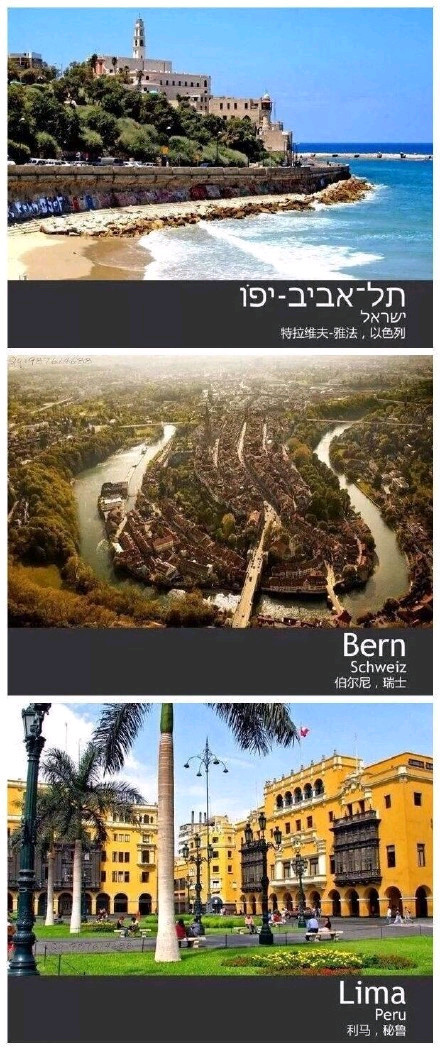 תל־אביב-יפו
ישראל
特拉维夫-雅法，以色列
Bern
Schweiz
伯尔尼，瑞士
Lima
Peru
利马，秘鲁